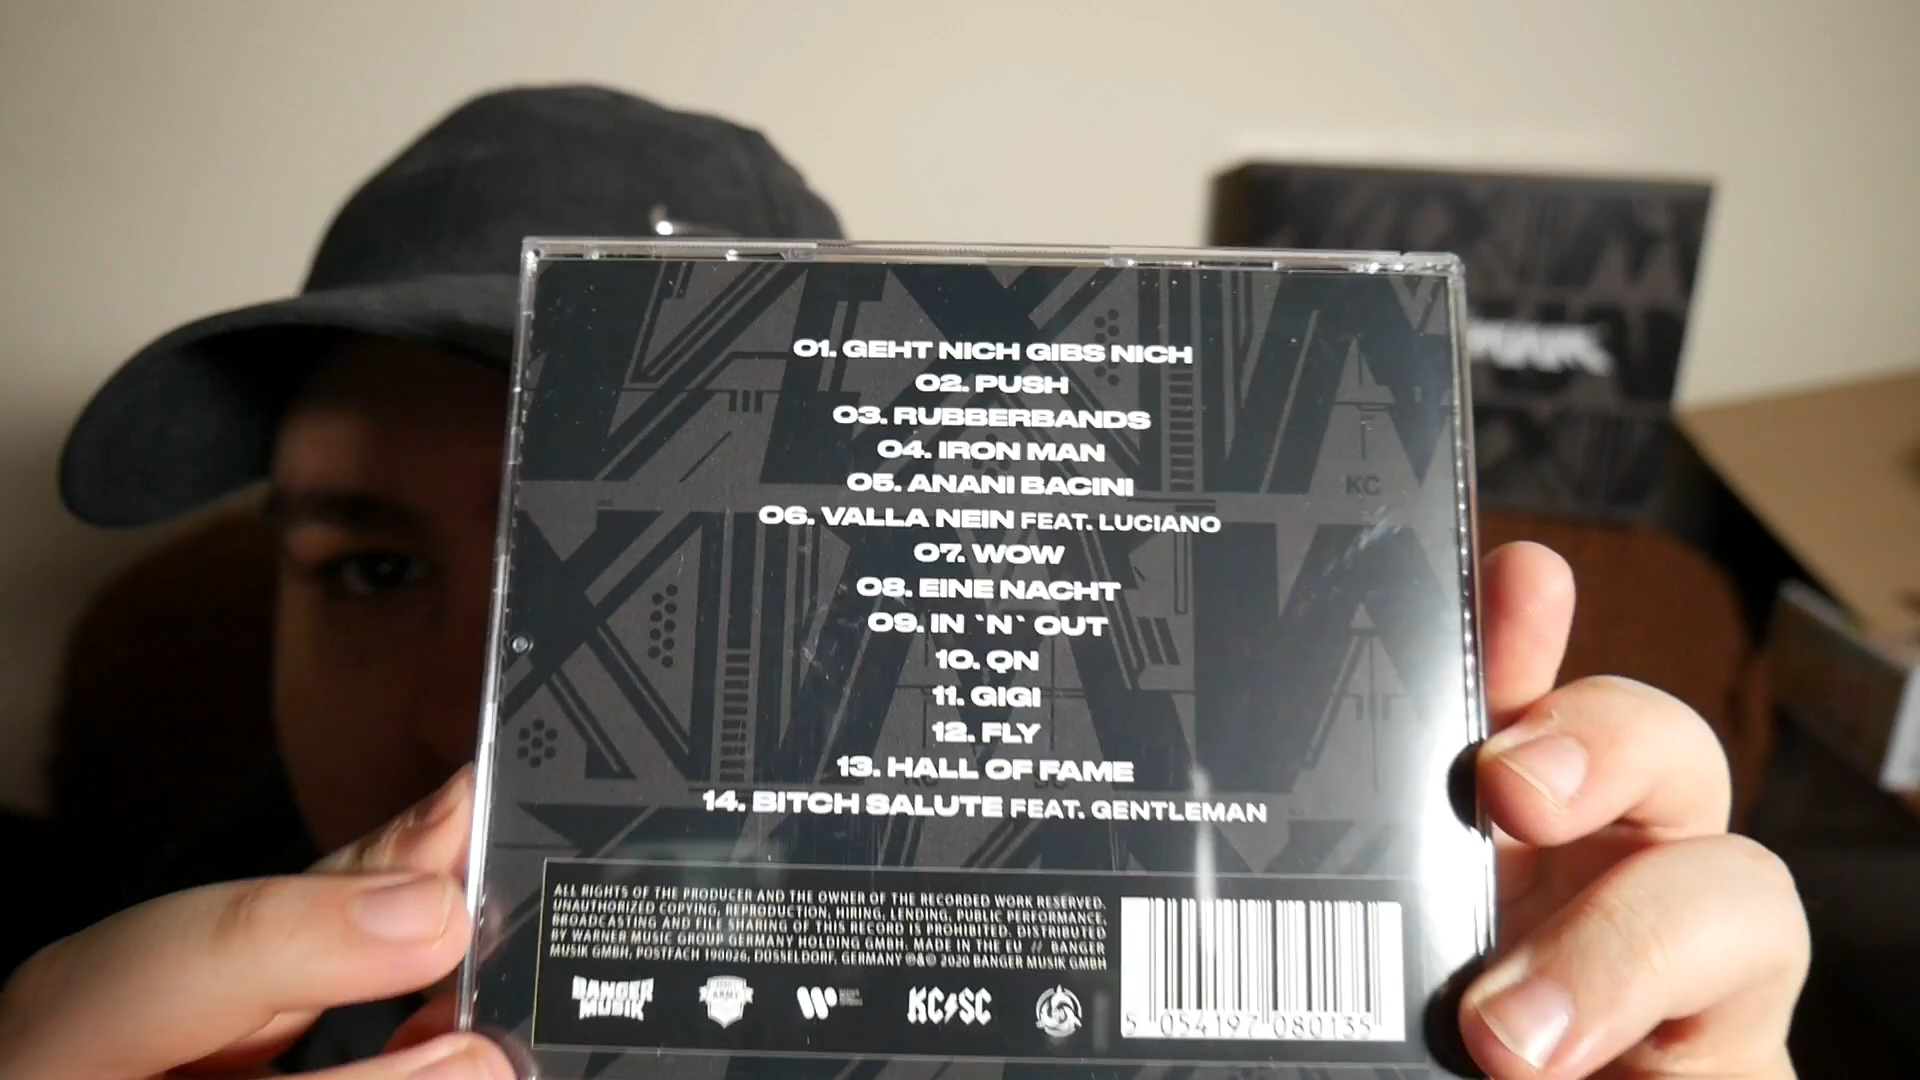 01. GEHT NICH GIBS NICH
02. PUSH
03. RUBBERBANDS
04. IRON MAN
05. ANANI BACINI
06. VALLA NEIN FEAT. LUCIANO
07. WOW
08. EINE NACHT
09. IN `N` OUT
10. QN
11. GIGI
12. FLY
13. HALL OF FAME
14. BITCH SALUTE FEAT. GENTLEMAN
KC
ALL RIGHTS OF THE PRODUCER AND THE OWNER OF THE RECORDED WORK RESERVED.
UNAUTHORIZED COPYING, REPRODUCTION, HIRING, LENDING, PUBLIC PERFORMANCE,
BROADCASTING AND FILE SHARING OF THIS RECORD IS PROHIBITED. DISTRIBUTED
BY WARNER MUSIC GROUP GERMANY HOLDING GMBH. MADE IN THE EU // BANGER
MUSIK GMBH, POSTFACH 190026, DÜSSELDORF, GERMANY ℗&© 2020 BANGER MUSIK GMBH
BANGER MUSIK
ARMY
KC SC
5 054197 080135